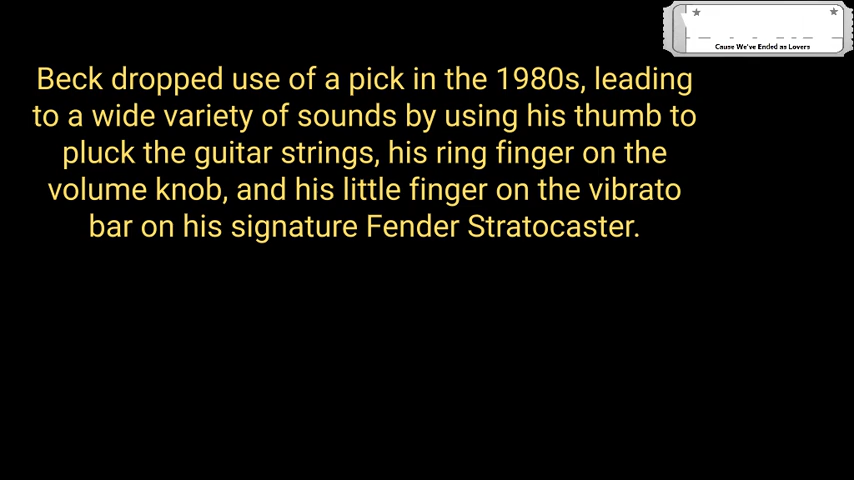 Cause We've Ended as Lovers
Beck dropped use of a pick in the 1980s, leading
to a wide variety of sounds by using his thumb to
pluck the guitar strings, his ring finger on the
volume knob, and his little finger on the vibrato
bar on his signature Fender Stratocaster.